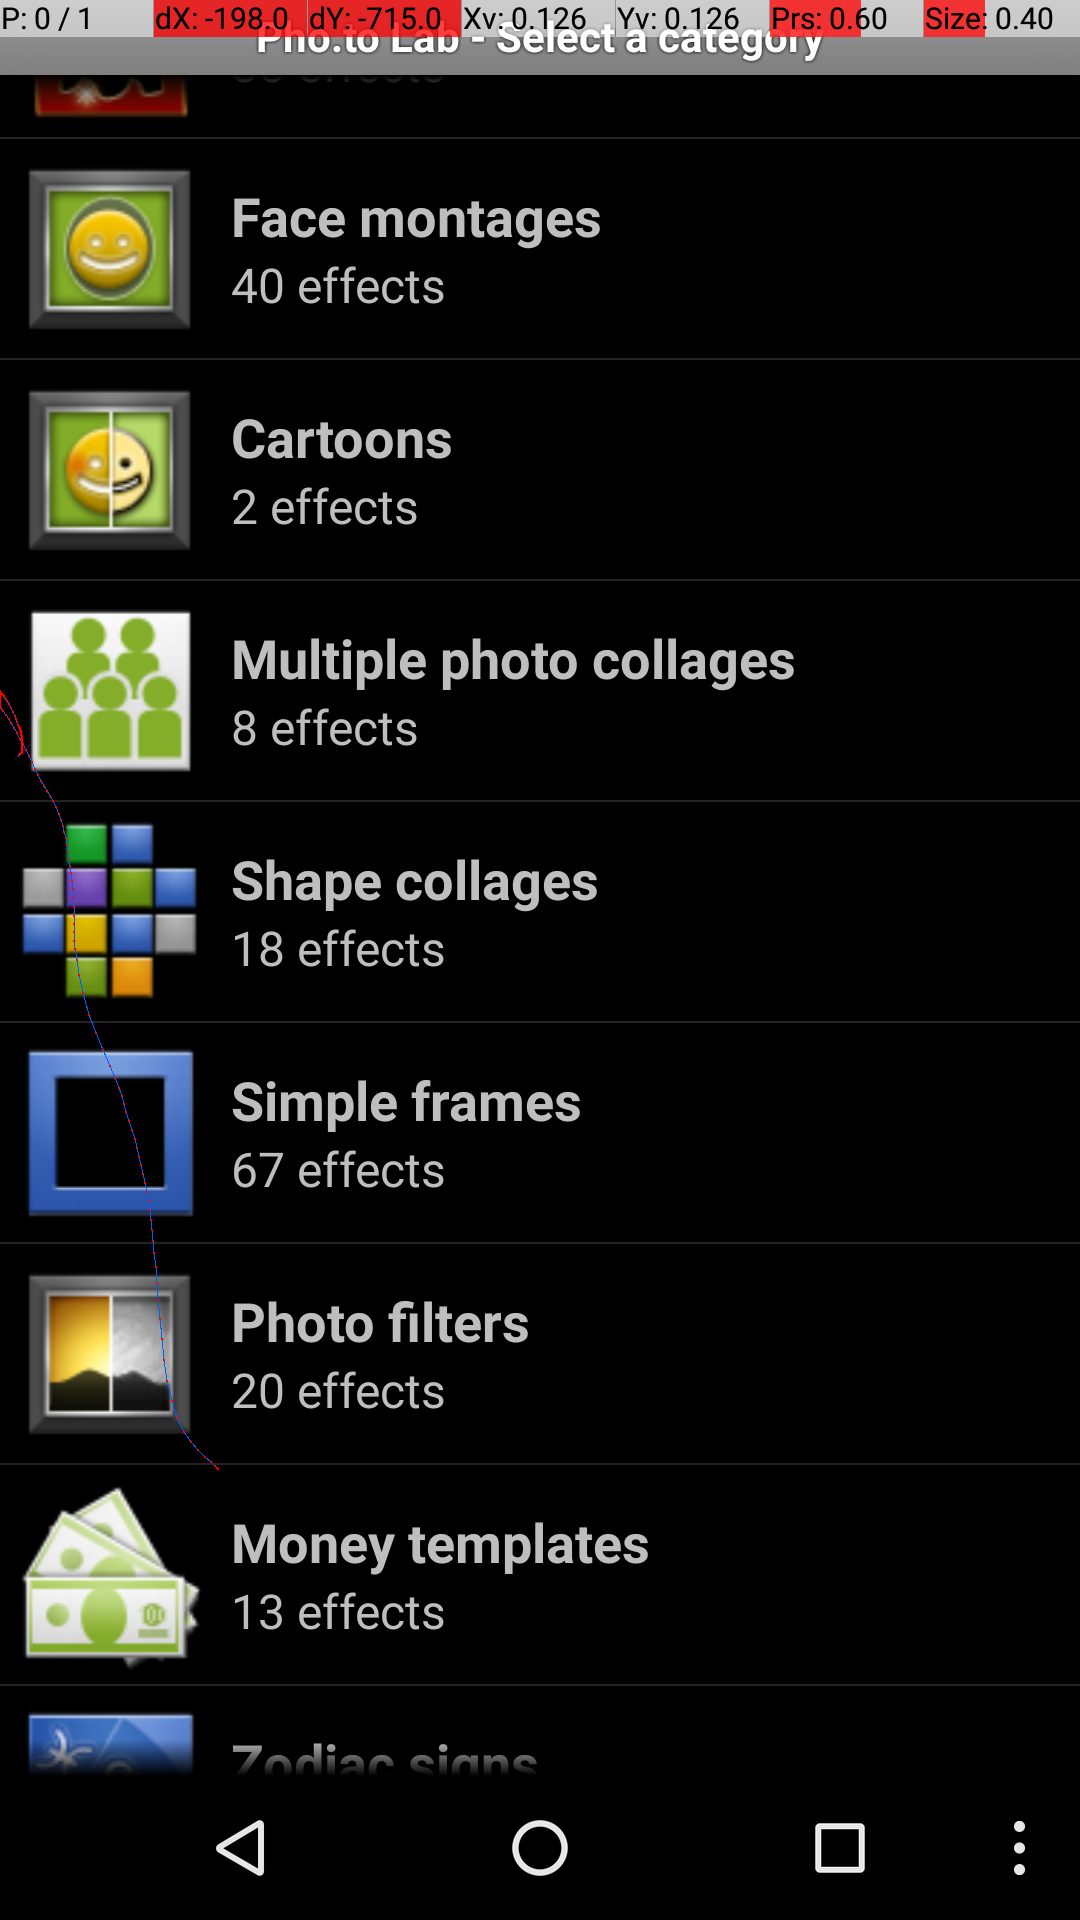 P: 0 / 1 dX: -198.0 dY: -715.0 Xv: 0.126 Yv: 0.126 Prs: 0.60 Size: 0.40
Pho.to Lab - Select a category
effects
Face montages
40 effects
Cartoons
2 effects
Multiple photo collages
8 effects
Shape collages
18 effects
Simple frames
67 effects
Photo filters
20 effects
Money templates
13 effects
Zodiac signs